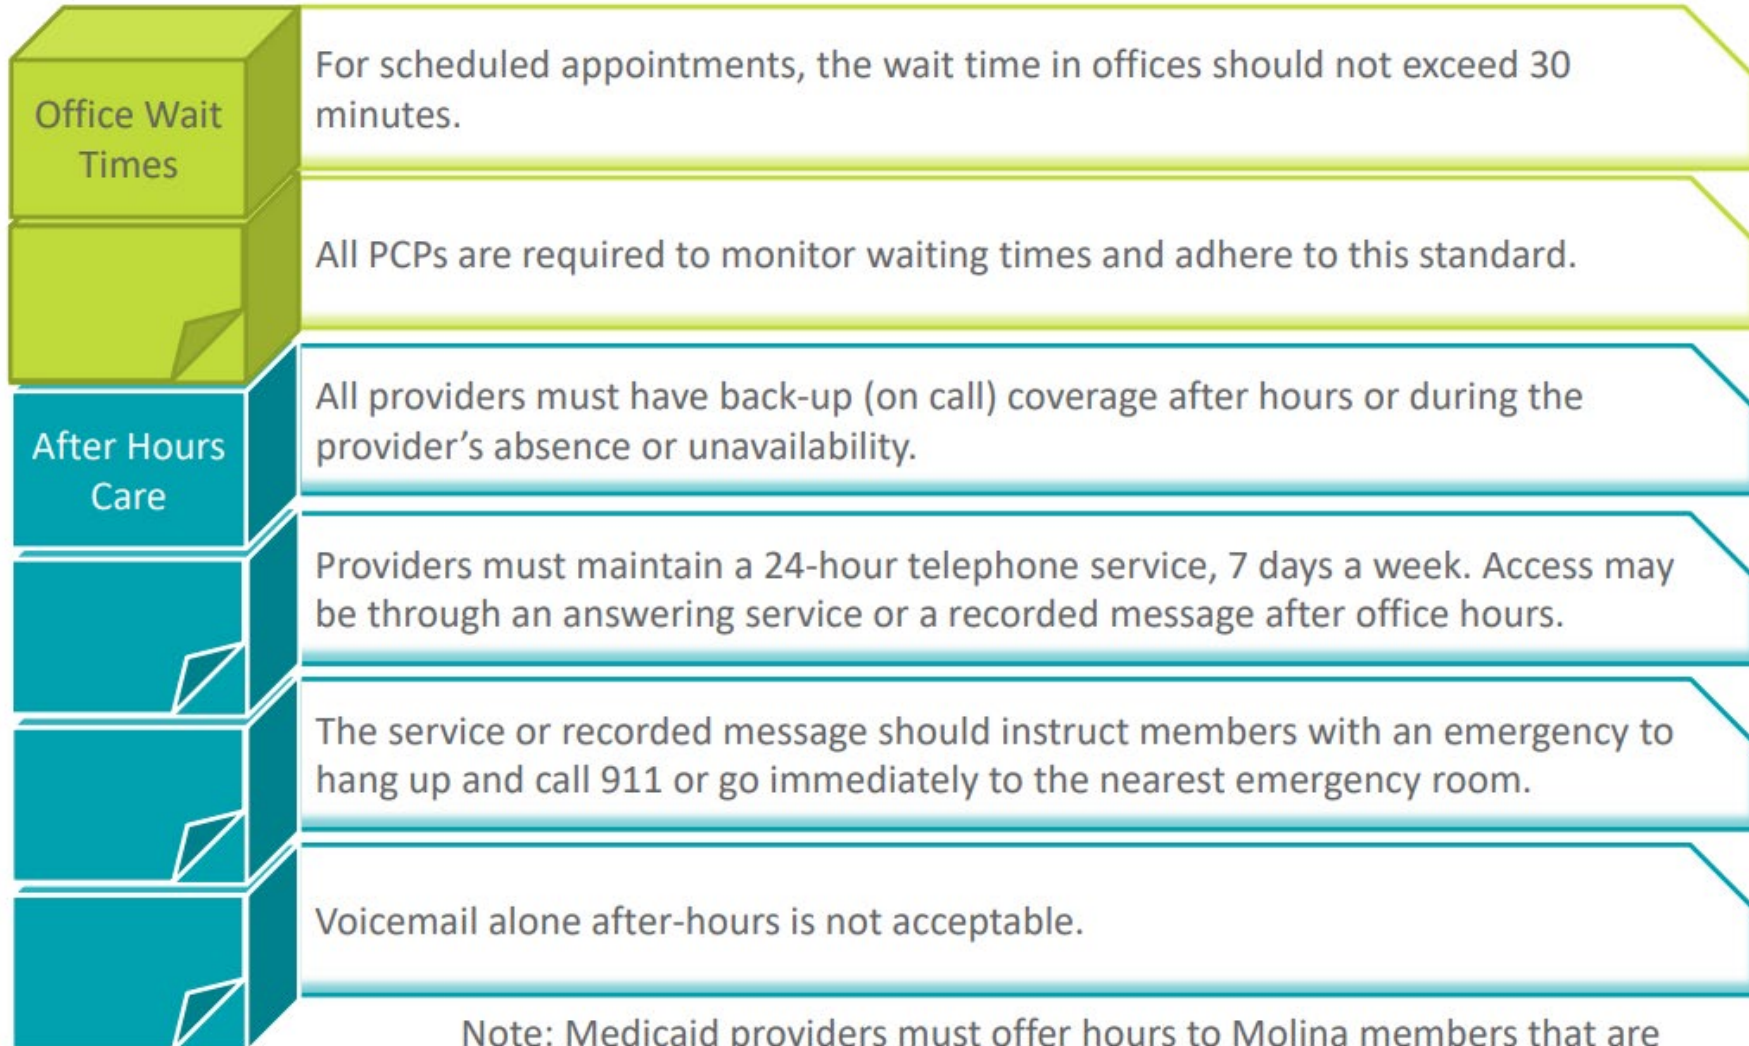 Office Wait
Times
For scheduled appointments, the wait time in offices should not exceed 30
minutes.
All PCPs are required to monitor waiting times and adhere to this standard.
After Hours
Care
All providers must have back-up (on call) coverage after hours or during the
provider’s absence or unavailability.
Providers must maintain a 24-hour telephone service, 7 days a week. Access may
be through an answering service or a recorded message after office hours.
The service or recorded message should instruct members with an emergency to
hang up and call 911 or go immediately to the nearest emergency room.
Voicemail alone after-hours is not acceptable.
Note: Medicaid providers must offer hours to Molina members that are